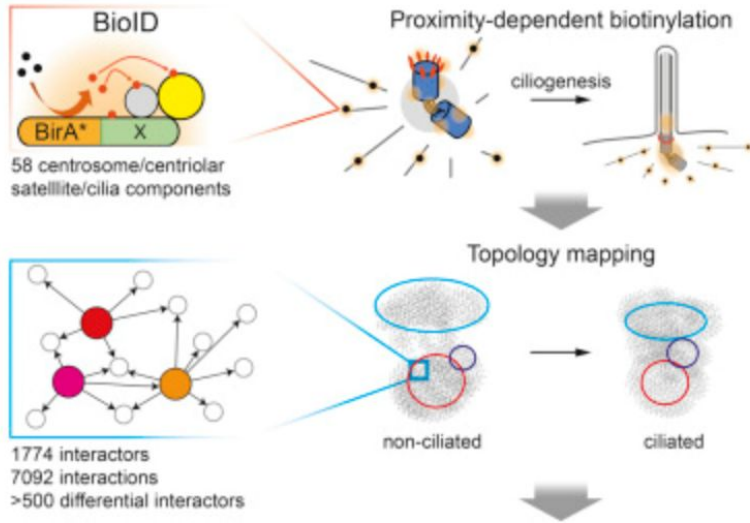 BioID
Proximity-dependent biotinylation
ciliogenesis
BirA* X
58 centrosome/centriolar
satelllite/cilia components
Topology mapping
non-ciliated
ciliated
1774 interactors
7092 interactions
>500 differential interactors